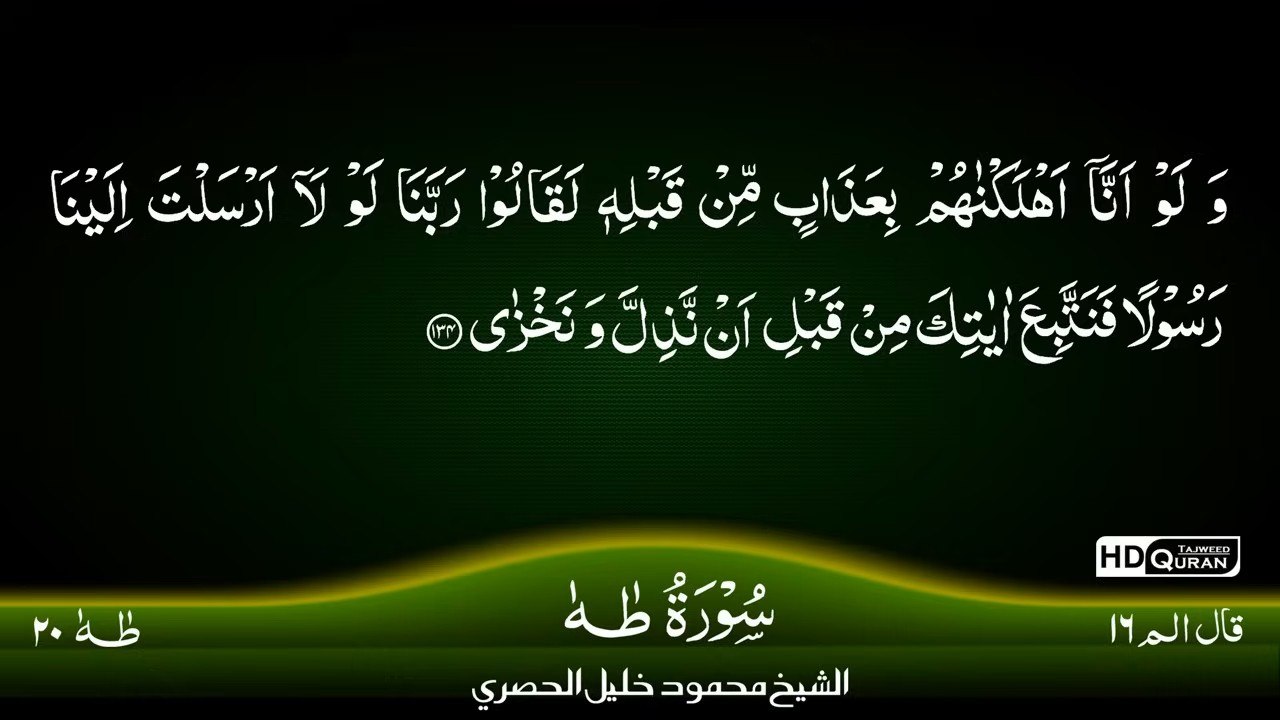 وَ لَوْ اَنَّاۤ اَهْلَكْنٰهُمْ بِعَذَابٍ مِّنْ قَبْلِهٖ لَقَالُوْا رَبَّنَا لَوْ لَاۤ اَرْسَلْتَ اِلَیْنَا
رَسُوْلًا فَنَتَّبِعَ اٰیٰتِكَ مِنْ قَبْلِ اَنْ نَّذِلَّ وَ نَخْزٰی ﴿۱۳۴﴾
HD QURAN TAJWEED
سُوْرَةُ طٰهٰ
قال الم ١٦
طٰهٰ ٢٠
الشيخ محمود خليل الحصري